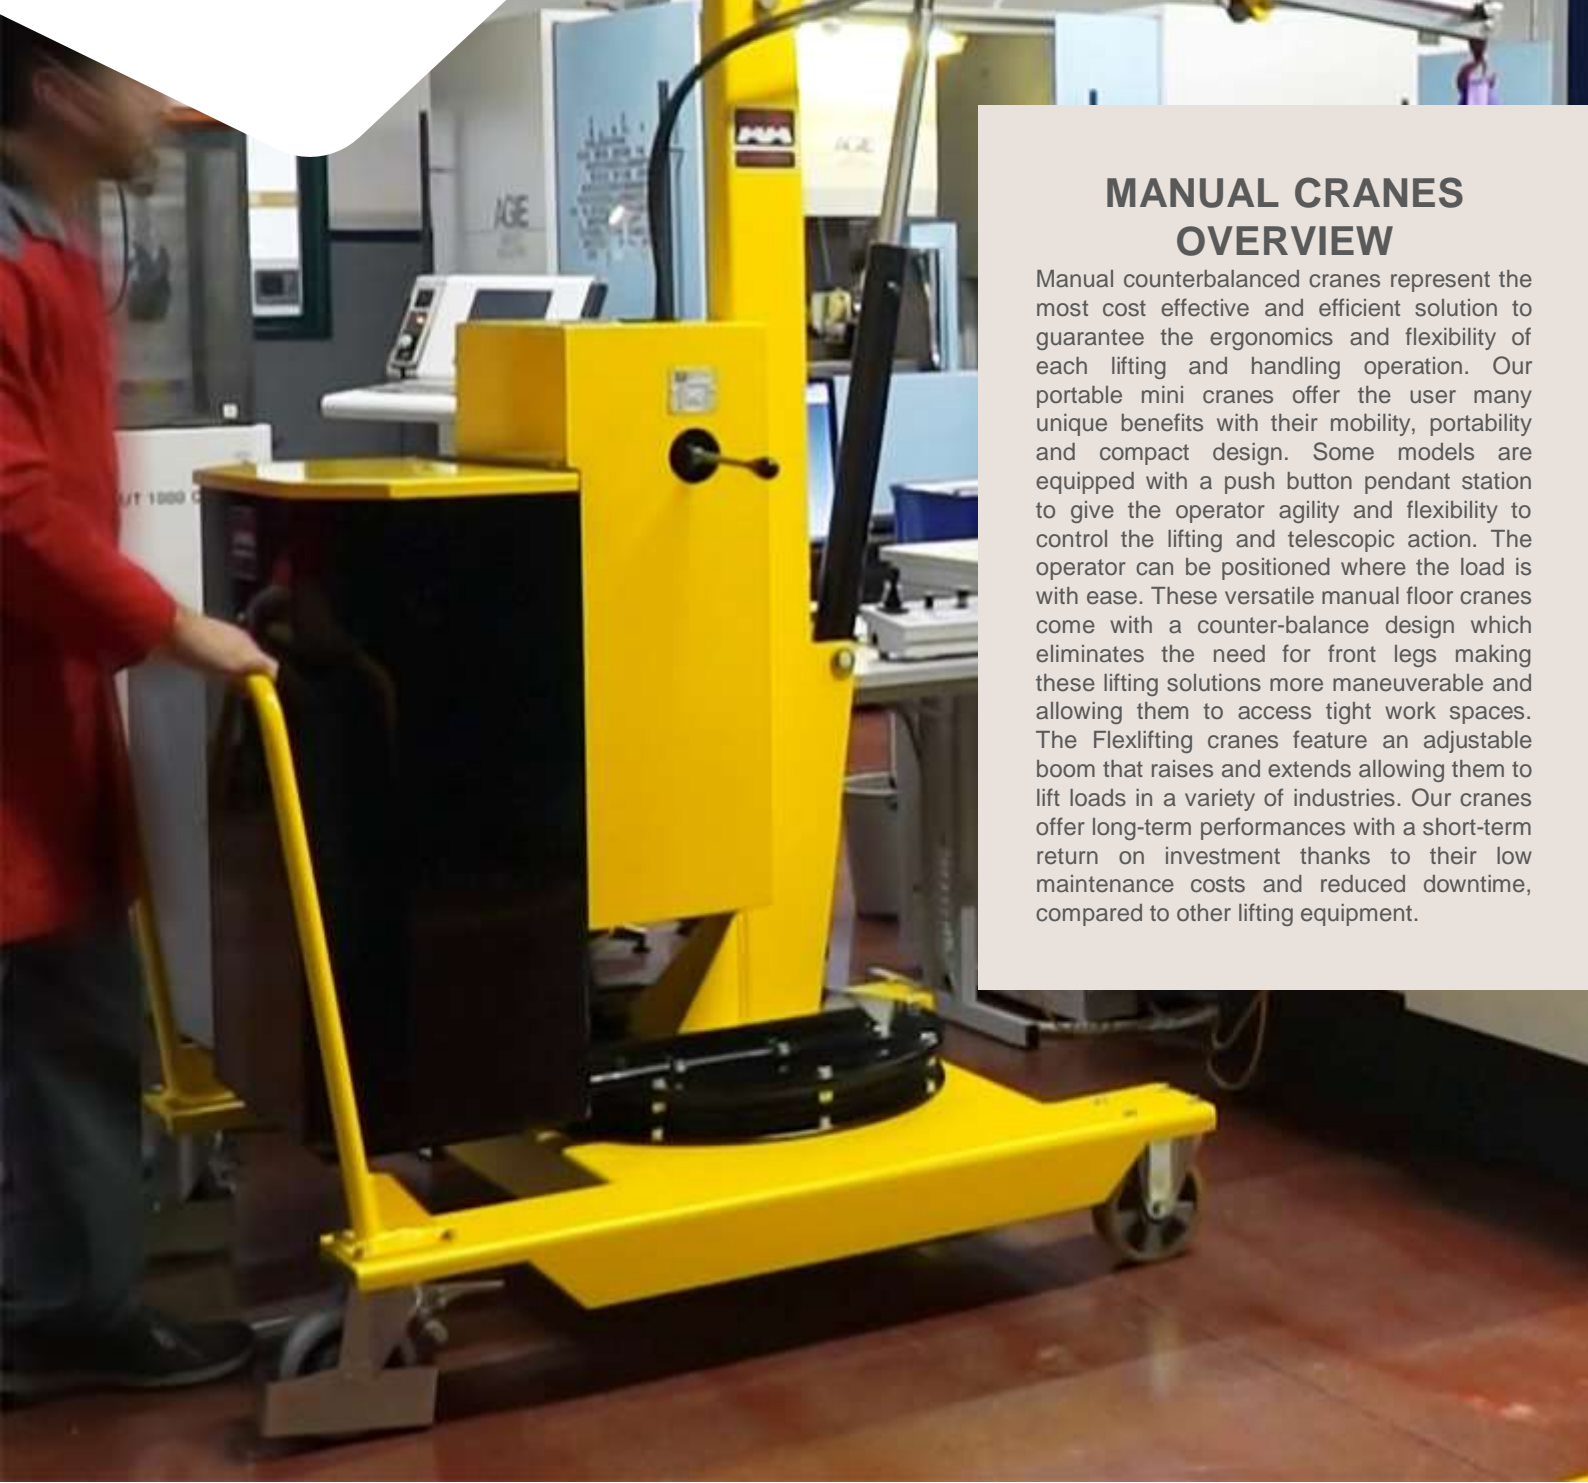 MANUAL CRANES
OVERVIEW
Manual counterbalanced cranes represent the
most cost effective and efficient solution to
guarantee the ergonomics and flexibility of
each lifting and handling operation. Our
portable mini cranes offer the user many
unique benefits with their mobility, portability
and compact design. Some models are
equipped with a push button pendant station
to give the operator agility and flexibility to
control the lifting and telescopic action. The
operator can be positioned where the load is
with ease. These versatile manual floor cranes
come with a counter-balance design which
eliminates the need for front legs making
these lifting solutions more maneuverable and
allowing them to access tight work spaces.
The Flexlifting cranes feature an adjustable
boom that raises and extends allowing them to
lift loads in a variety of industries. Our cranes
offer long-term performances with a short-term
return on investment thanks to their low
maintenance costs and reduced downtime,
compared to other lifting equipment.
AGIE
AGIE
UT 1000 C